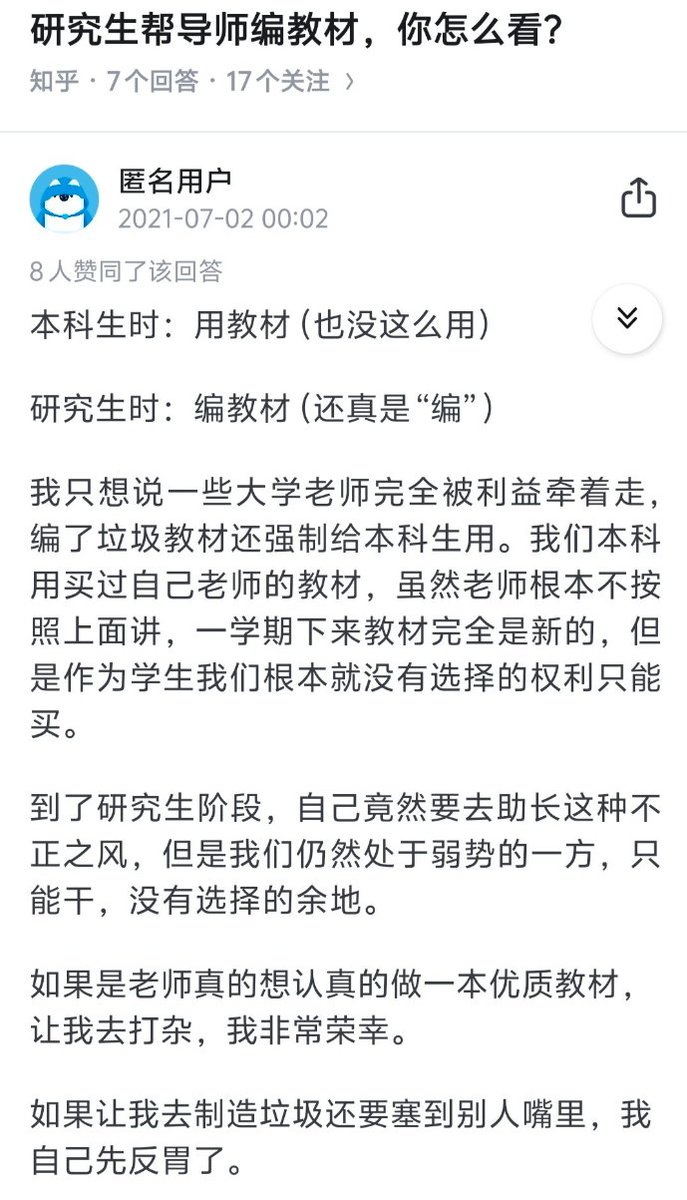 研究生帮导师编教材，你怎么看？
知乎 · 7个回答 · 17个关注 〉
匿名用户
2021-07-02 00:02
8人赞同了该回答
本科生时：用教材（也没这么用）
研究生时：编教材（还真是“编”）
我只想说一些大学老师完全被利益牵着走，
编了垃圾教材还强制给本科生用。我们本科
用买过自己老师的教材，虽然老师根本不按
照上面讲，一学期下来教材完全是新的，但
是作为学生我们根本就没有选择的权利只能
买。
到了研究生阶段，自己竟然要去助长这种不
正之风，但是我们仍然处于弱势的一方，只
能干，没有选择的余地。
如果是老师真的想认真的做一本优质教材，
让我去打杂，我非常荣幸。
如果让我去制造垃圾还要塞到别人嘴里，我
自己先反胃了。